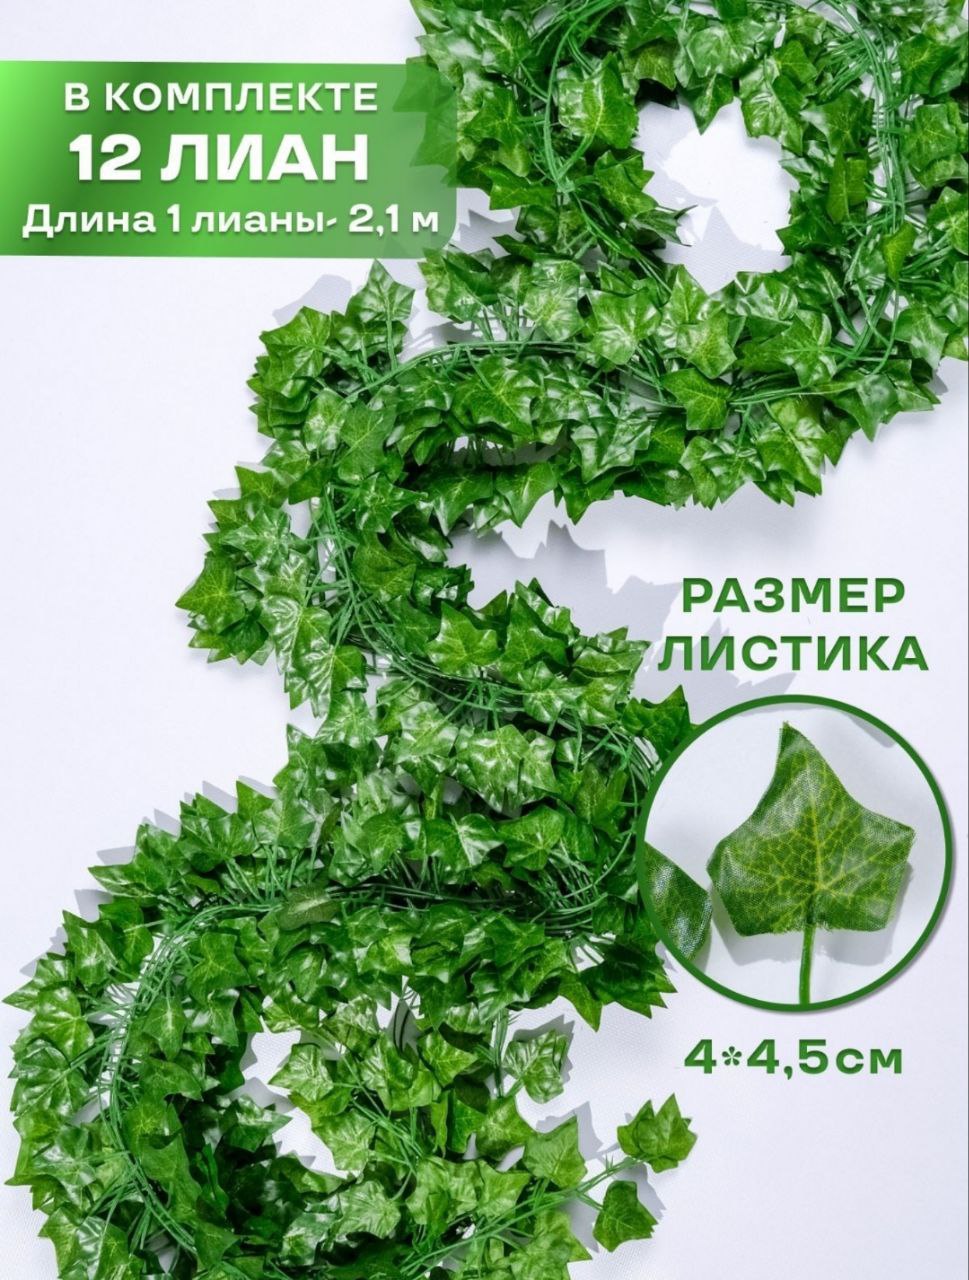 В КОМПЛЕКТЕ
12 ЛИАН
Длина 1 лианы- 2,1 м
РАЗМЕР
ЛИСТИКА
4*4,5см